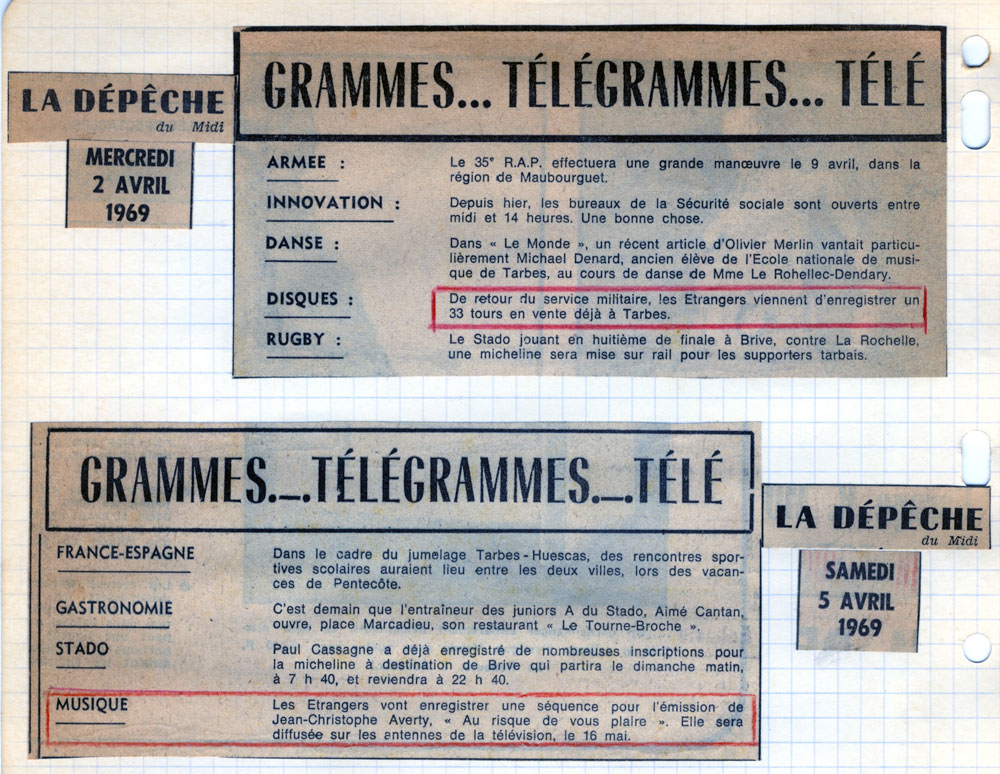 LA DÉPÊCHE
du Midi
MERCREDI
2 AVRIL
1969
GRAMMES... TÉLÉGRAMMES... TÉLÉ
ARMEE : Le 35e R.A.P. effectuera une grande manœuvre le 9 avril, dans la
région de Maubourguet.
INNOVATION : Depuis hier, les bureaux de la Sécurité sociale sont ouverts entre
midi et 14 heures. Une bonne chose.
DANSE : Dans « Le Monde », un récent article d'Olivier Merlin vantait particu-
lièrement Michael Denard, ancien élève de l'Ecole nationale de musi-
que de Tarbes, au cours de danse de Mme Le Rohellec-Dendary.
DISQUES : De retour du service militaire, les Etrangers viennent d'enregistrer un
33 tours en vente déjà à Tarbes.
RUGBY : Le Stado jouant en huitième de finale à Brive, contre La Rochelle,
une micheline sera mise sur rail pour les supporters tarbais.
GRAMMES._.TÉLÉGRAMMES._.TÉLÉ
LA DÉPÊCHE
du Midi
SAMEDI
5 AVRIL
1969
FRANCE-ESPAGNE Dans le cadre du jumelage Tarbes-Huescas, des rencontres spor-
tives scolaires auraient lieu entre les deux villes, lors des vacan-
ces de Pentecôte.
GASTRONOMIE C'est demain que l'entraîneur des juniors A du Stado, Aimé Cantan,
ouvre, place Marcadieu, son restaurant « Le Tourne-Broche ».
STADO Paul Cassagne a déjà enregistré de nombreuses inscriptions pour
la micheline à destination de Brive qui partira le dimanche matin,
à 7 h 40, et reviendra à 22 h 40.
MUSIQUE Les Etrangers vont enregistrer une séquence pour l'émission de
Jean-Christophe Averty, « Au risque de vous plaire ». Elle sera
diffusée sur les antennes de la télévision, le 16 mai.